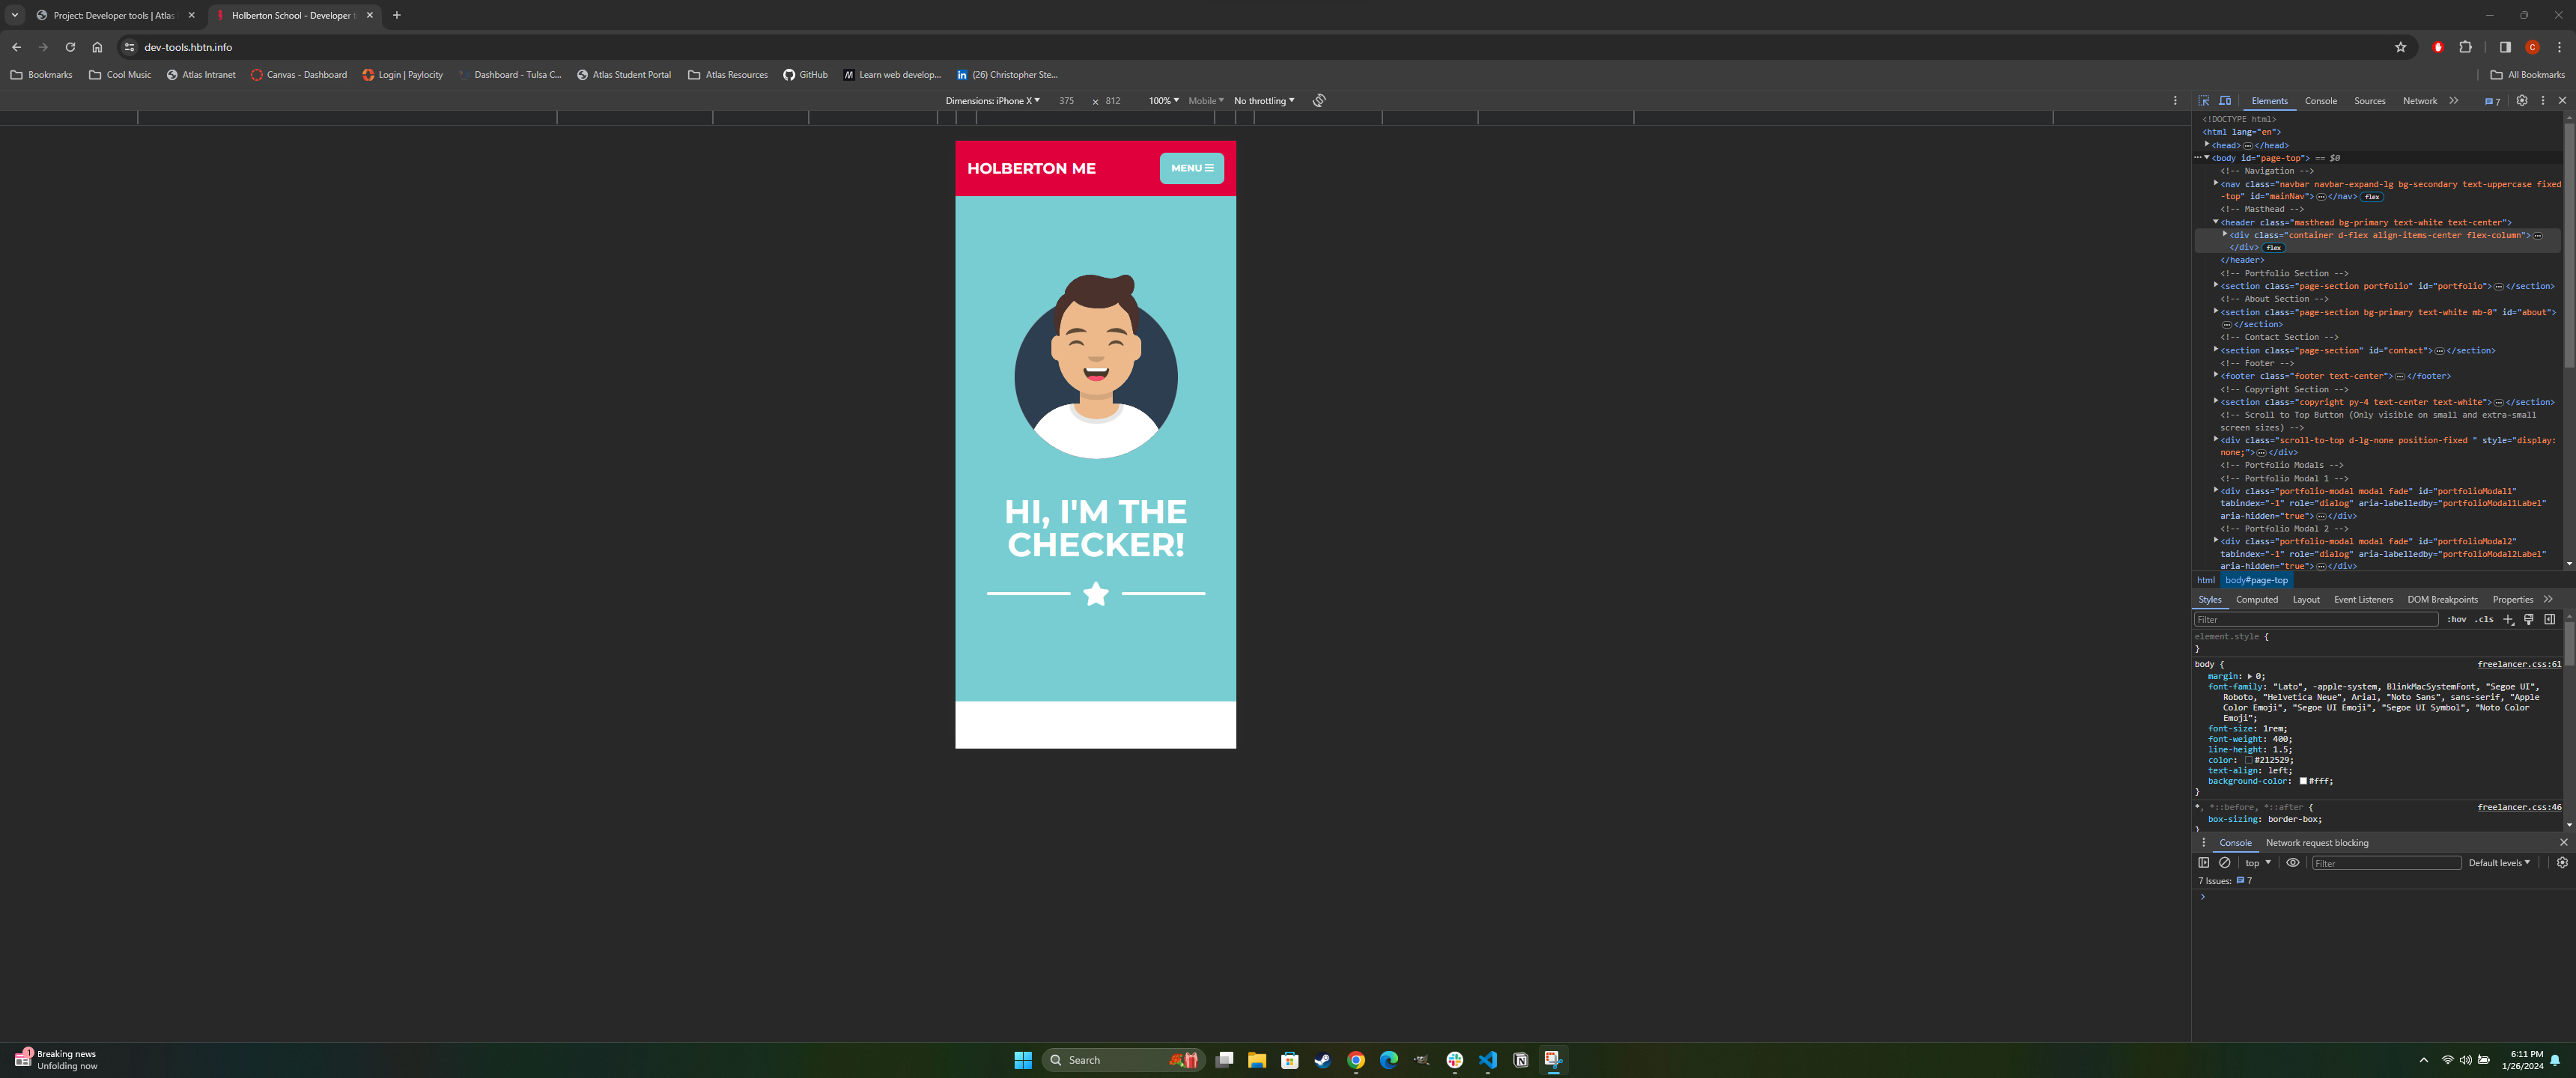 Project: Developer tools | Atlas
Holberton School - Developer t
dev-tools.hbtn.info
C
Bookmarks
Cool Music
Atlas Intranet
Canvas - Dashboard
Login | Paylocity
Dashboard - Tulsa C...
Atlas Student Portal
Atlas Resources
GitHub
Learn web develop...
(26) Christopher Ste...
All Bookmarks
Dimensions: iPhone X
375
×
812
100%
Mobile
No throttling
HOLBERTON ME
MENU
HI, I'M THE
CHECKER!
Elements
Console
Sources
Network
7
<!DOCTYPE html>
<html lang="en">
<head>…</head>
<body id="page-top"> == $0
<!-- Navigation -->
<nav class="navbar navbar-expand-lg bg-secondary text-uppercase fixed
-top" id="mainNav">…</nav> flex
<!-- Masthead -->
<header class="masthead bg-primary text-white text-center">
<div class="container d-flex align-items-center flex-column">…
</div> flex
</header>
<!-- Portfolio Section -->
<section class="page-section portfolio" id="portfolio">…</section>
<!-- About Section -->
<section class="page-section bg-primary text-white mb-0" id="about">
…</section>
<!-- Contact Section -->
<section class="page-section" id="contact">…</section>
<!-- Footer -->
<footer class="footer text-center">…</footer>
<!-- Copyright Section -->
<section class="copyright py-4 text-center text-white">…</section>
<!-- Scroll to Top Button (Only visible on small and extra-small
screen sizes) -->
<div class="scroll-to-top d-lg-none position-fixed " style="display:
none;">…</div>
<!-- Portfolio Modals -->
<!-- Portfolio Modal 1 -->
<div class="portfolio-modal modal fade" id="portfolioModal1"
tabindex="-1" role="dialog" aria-labelledby="portfolioModal1Label"
aria-hidden="true">…</div>
<!-- Portfolio Modal 2 -->
<div class="portfolio-modal modal fade" id="portfolioModal2"
tabindex="-1" role="dialog" aria-labelledby="portfolioModal2Label"
aria-hidden="true">…</div>
html
body#page-top
Styles
Computed
Layout
Event Listeners
DOM Breakpoints
Properties
Filter
:hov
.cls
element.style {
}
body {
freelancer.css:61
margin: 0;
font-family: "Lato", -apple-system, BlinkMacSystemFont, "Segoe UI",
Roboto, "Helvetica Neue", Arial, "Noto Sans", sans-serif, "Apple
Color Emoji", "Segoe UI Emoji", "Segoe UI Symbol", "Noto Color
Emoji";
font-size: 1rem;
font-weight: 400;
line-height: 1.5;
color: #212529;
text-align: left;
background-color: #fff;
}
*, *::before, *::after {
freelancer.css:46
box-sizing: border-box;
}
Console
Network request blocking
top
Filter
Default levels
7 Issues: 7
Breaking news
Unfolding now
1
Search
6:11 PM
1/26/2024